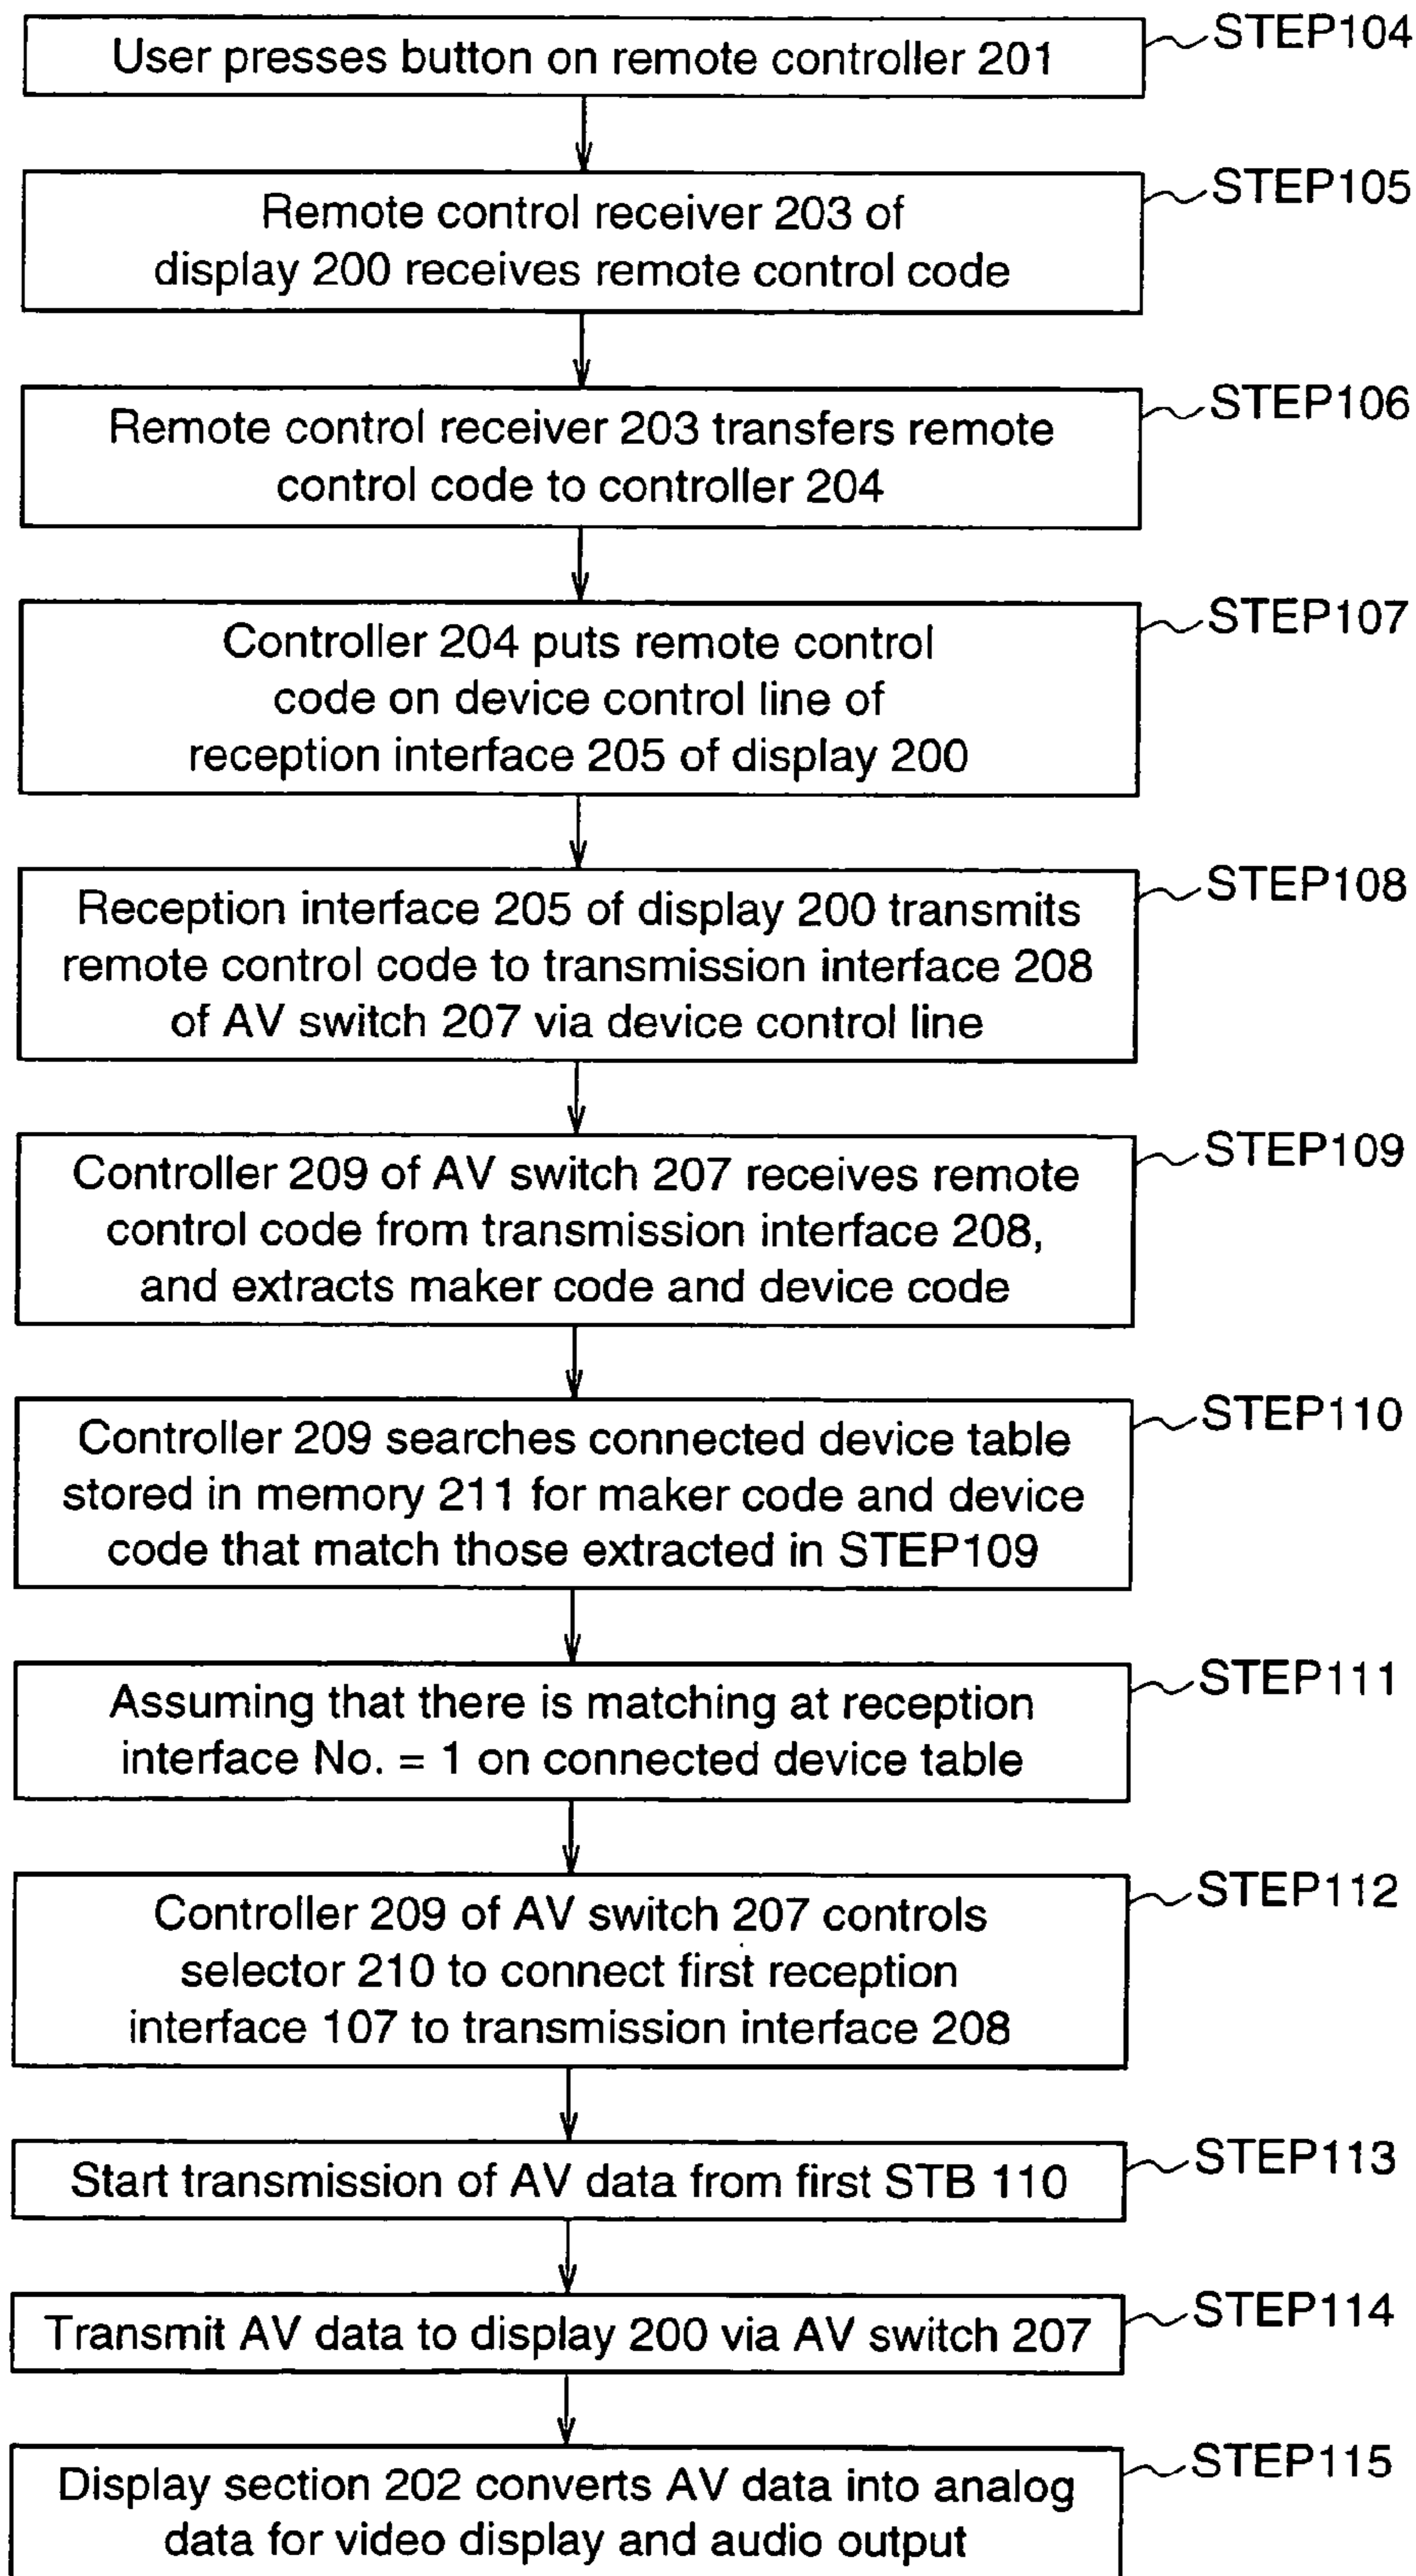 User presses button on remote controller 201
STEP104
Remote control receiver 203 of
display 200 receives remote control code
STEP105
Remote control receiver 203 transfers remote
control code to controller 204
STEP106
Controller 204 puts remote control
code on device control line of
reception interface 205 of display 200
STEP107
Reception interface 205 of display 200 transmits
remote control code to transmission interface 208
of AV switch 207 via device control line
STEP108
Controller 209 of AV switch 207 receives remote
control code from transmission interface 208,
and extracts maker code and device code
STEP109
Controller 209 searches connected device table
stored in memory 211 for maker code and device
code that match those extracted in STEP109
STEP110
Assuming that there is matching at reception
interface No. = 1 on connected device table
STEP111
Controller 209 of AV switch 207 controls
selector 210 to connect first reception
interface 107 to transmission interface 208
STEP112
Start transmission of AV data from first STB 110
STEP113
Transmit AV data to display 200 via AV switch 207
STEP114
Display section 202 converts AV data into analog
data for video display and audio output
STEP115